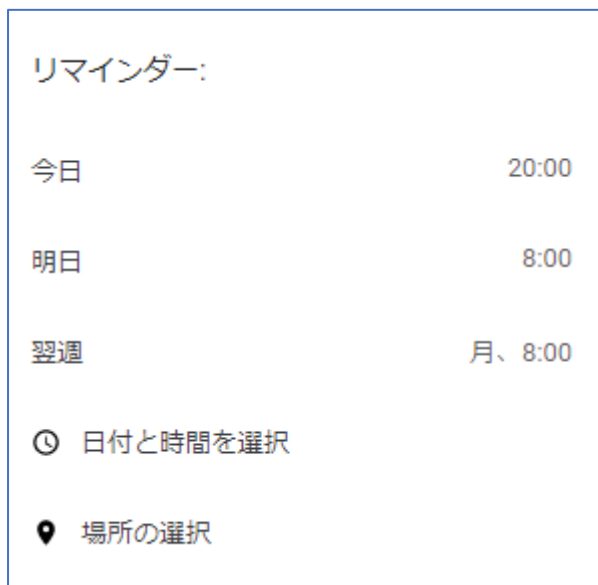 リマインダー:
今日 20:00
明日 8:00
翌週 月、8:00
日付と時間を選択
場所の選択